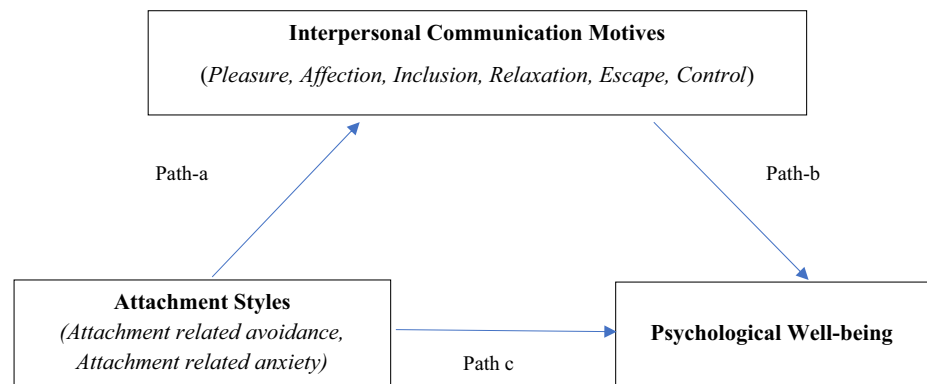 Interpersonal Communication Motives
(Pleasure, Affection, Inclusion, Relaxation, Escape, Control)
Path-a
Path-b
Attachment Styles
(Attachment related avoidance,
Attachment related anxiety)
Path c
Psychological Well-being